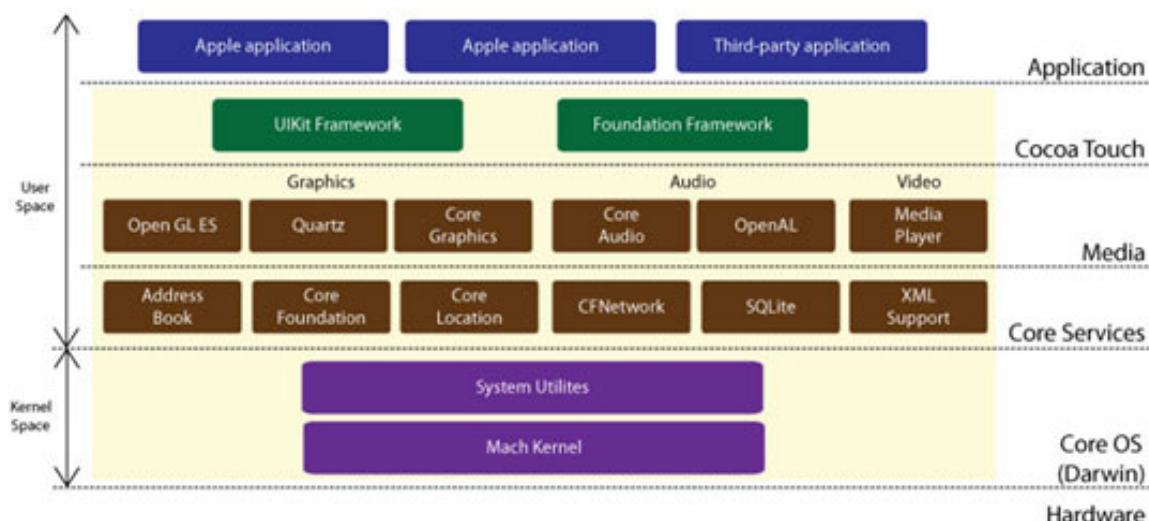 Apple application
Apple application
Third-party application
Application
UIKit Framework
Foundation Framework
Cocoa Touch
User
Space
Graphics
Audio
Video
Open GL ES
Quartz
Core
Graphics
Core
Audio
OpenAL
Media
Player
Media
Address
Book
Core
Foundation
Core
Location
CFNetwork
SQLite
XML
Support
Core Services
Kernel
Space
System Utilites
Mach Kernel
Core OS
(Darwin)
Hardware